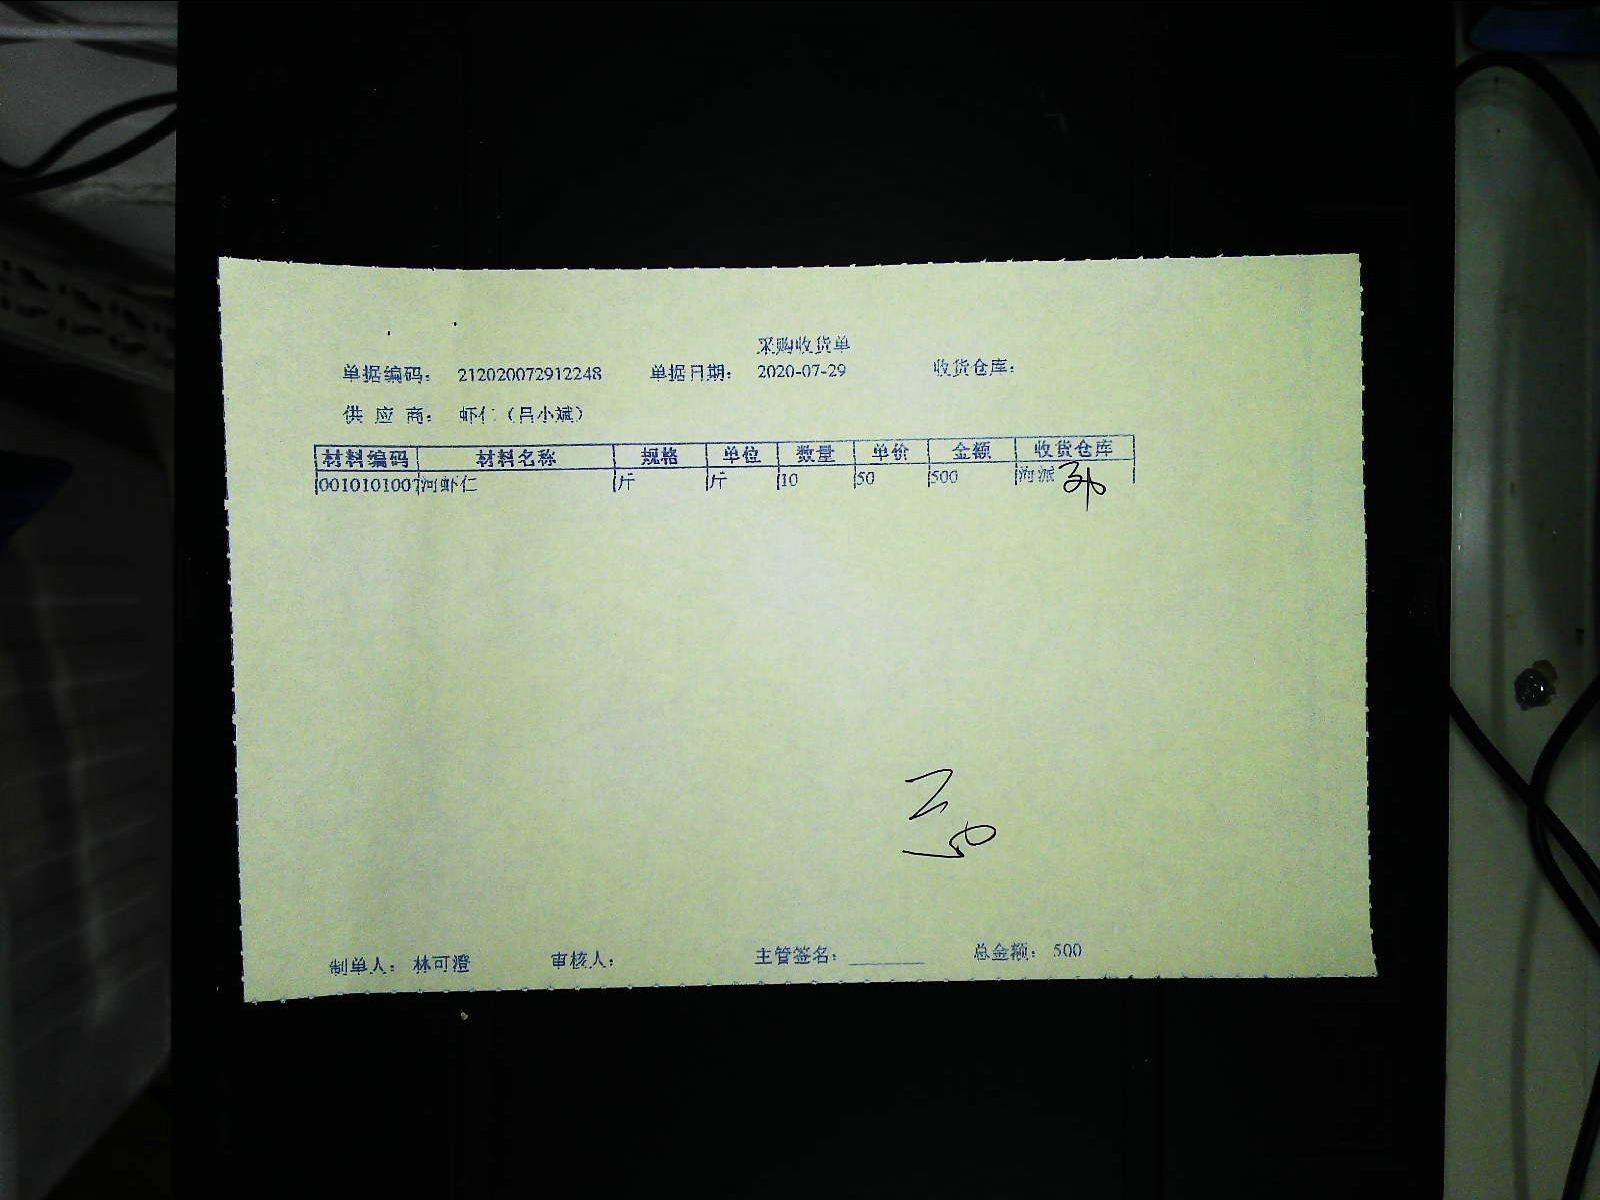 采购收货单
单据编码： 212020072912248 单据日期： 2020-07-29 收货仓库：
供 应 商： 虾仁（吕小斌）
材料编码 材料名称 规格 单位 数量 单价 金额 收货仓库
0010101007 河虾仁 斤 斤 10 50 500 海派
制单人： 林可澄 审核人： 主管签名： 总金额： 500